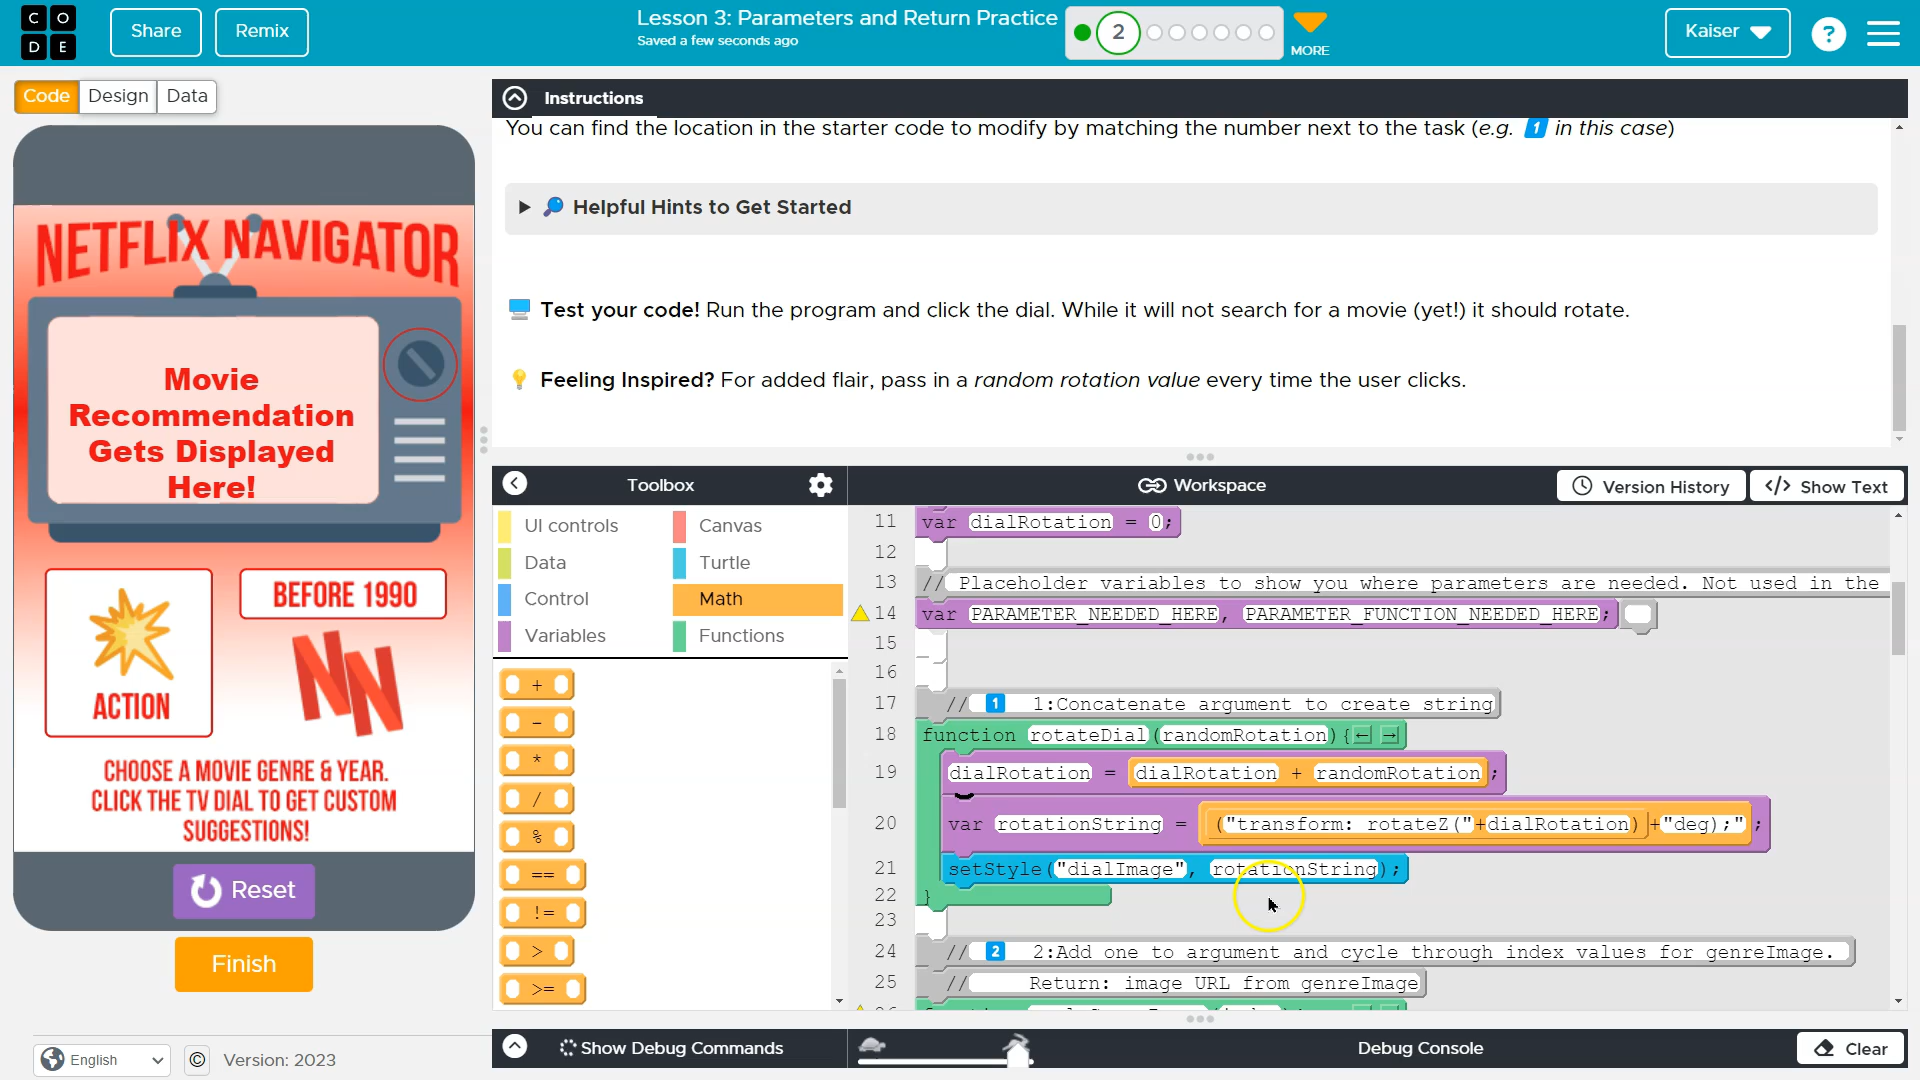 C O
D E
Share
Remix
Lesson 3: Parameters and Return Practice
Saved a few seconds ago
2
MORE
Kaiser
?
Code
Design
Data
Instructions
You can find the location in the starter code to modify by matching the number next to the task (e.g. 1 in this case)
Helpful Hints to Get Started
Test your code! Run the program and click the dial. While it will not search for a movie (yet!) it should rotate.
Feeling Inspired? For added flair, pass in a random rotation value every time the user clicks.
NETFLIX NAVIGATOR
Movie
Recommendation
Gets Displayed
Here!
ACTION
BEFORE 1990
NN
CHOOSE A MOVIE GENRE & YEAR.
CLICK THE TV DIAL TO GET CUSTOM
SUGGESTIONS!
Reset
Finish
Toolbox
Workspace
Version History
</> Show Text
UI controls
Canvas
Data
Turtle
Control
Math
Variables
Functions
+
-
*
/
%
==
!=
>
>=
11 var dialRotation = 0;
12
13 // Placeholder variables to show you where parameters are needed. Not used in the
14 var PARAMETER_NEEDED_HERE, PARAMETER_FUNCTION_NEEDED_HERE;
15
16
17 // 1 1:Concatenate argument to create string
18 function rotateDial(randomRotation) {← →
19 dialRotation = dialRotation + randomRotation;
20 var rotationString = ("transform: rotateZ("+dialRotation)+"deg);";
21 setStyle("dialImage", rotationString);
22 }
23
24 // 2 2:Add one to argument and cycle through index values for genreImage.
25 // Return: image URL from genreImage
Show Debug Commands
Debug Console
Clear
English
©
Version: 2023